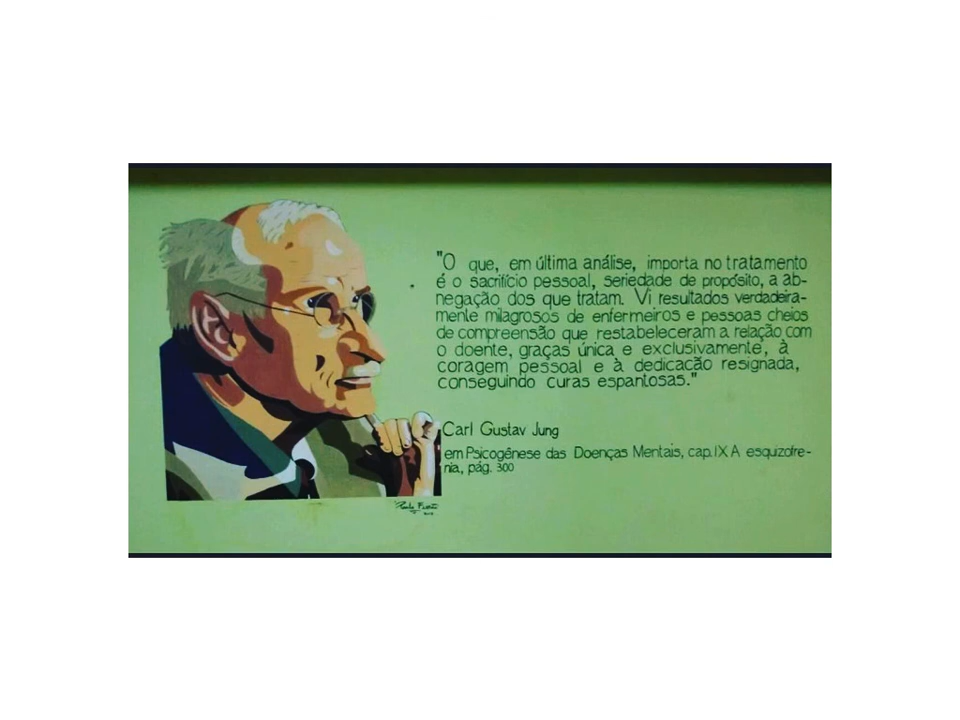 "O que, em última análise, importa no tratamento
é o sacrifício pessoal, seriedade de propósito, a ab-
negação dos que tratam. Vi resultados verdadeira-
mente milagrosos de enfermeiros e pessoas cheios
de compreensão que restabeleceram a relação com
o doente, graças única e exclusivamente, à
coragem pessoal e à dedicação resignada,
conseguindo curas espantosas."
Carl Gustav Jung
em Psicogênese das Doenças Mentais, cap. IX A esquizofre-
nia, pág. 300